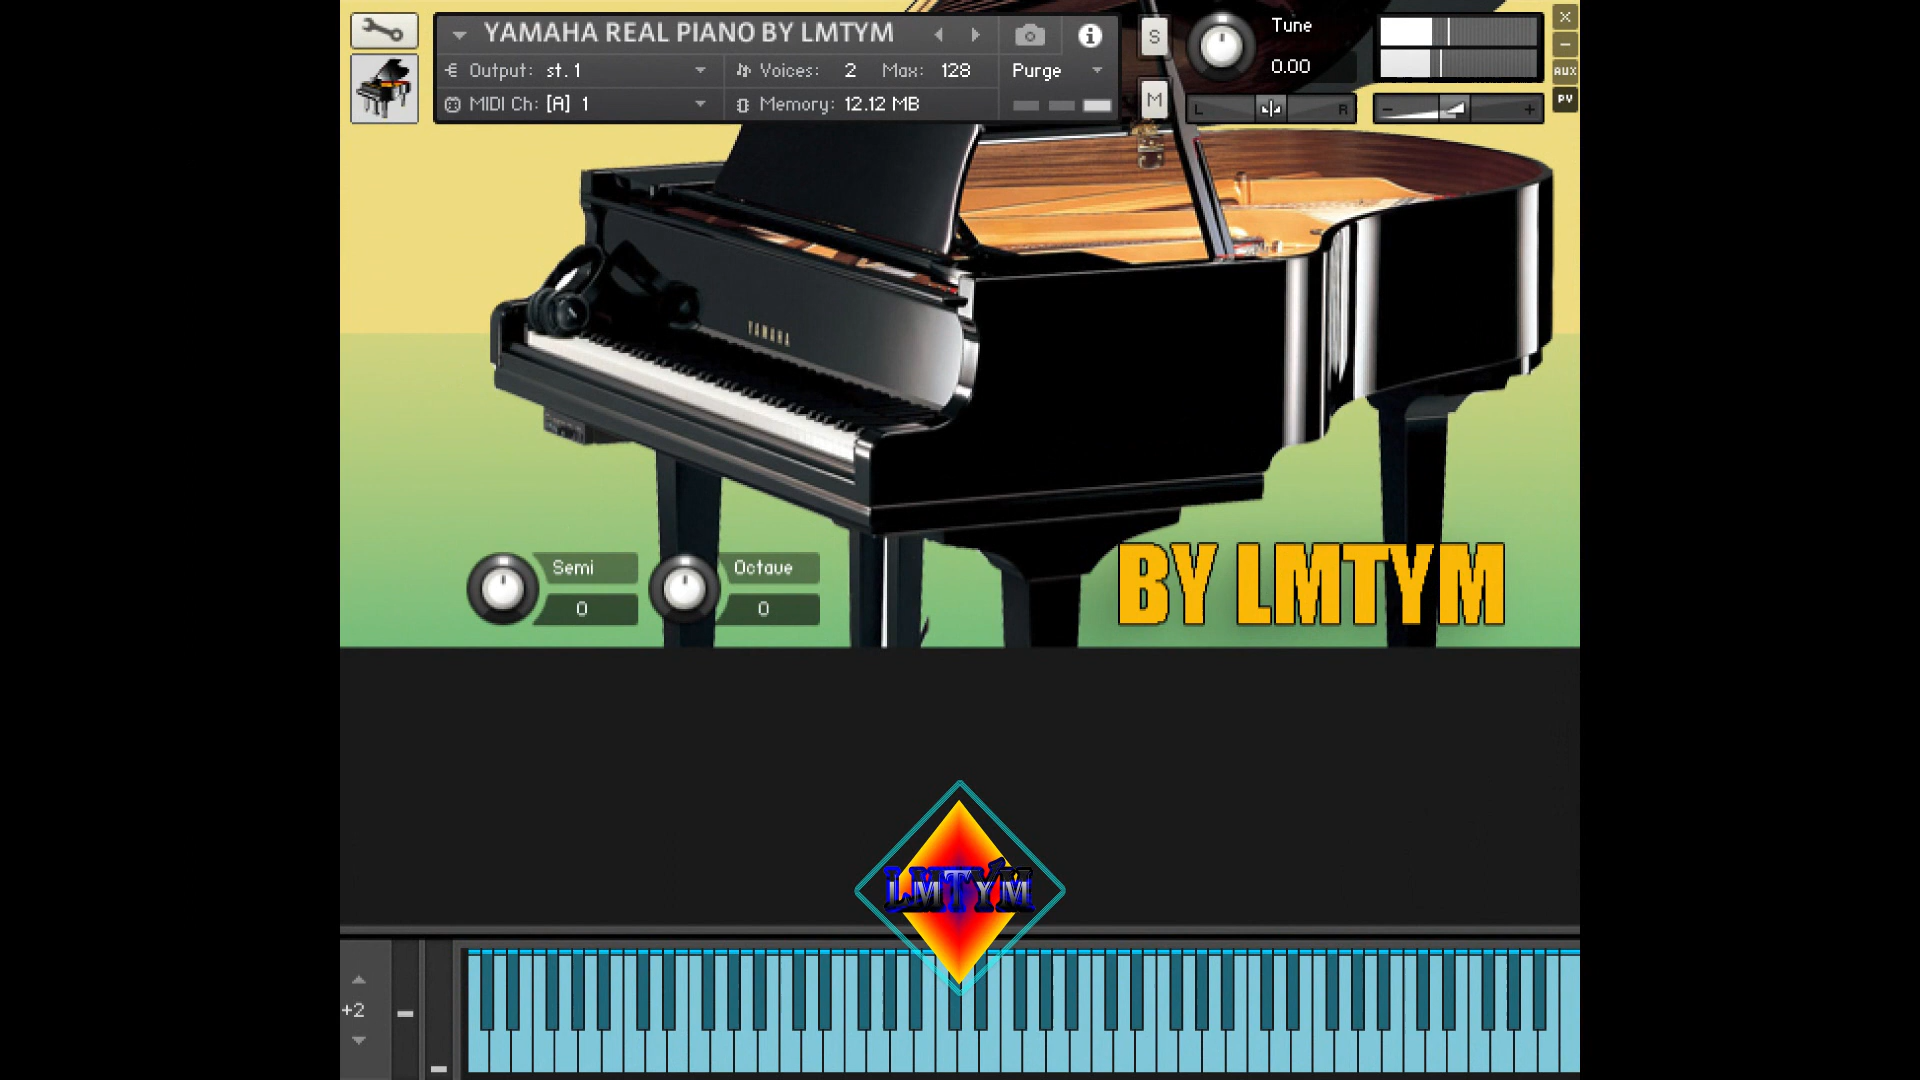 YAMAHA REAL PIANO BY LMTYM
Output: st. 1
Voices: 2 Max: 128
Purge
MIDI Ch: [A] 1
Memory: 12.12 MB
S
M
Tune
0.00
L R
- +
×
-
AUX
PV
YAMAHA
Semi
0
Octave
0
BY LMTYM
LMTYM
+2